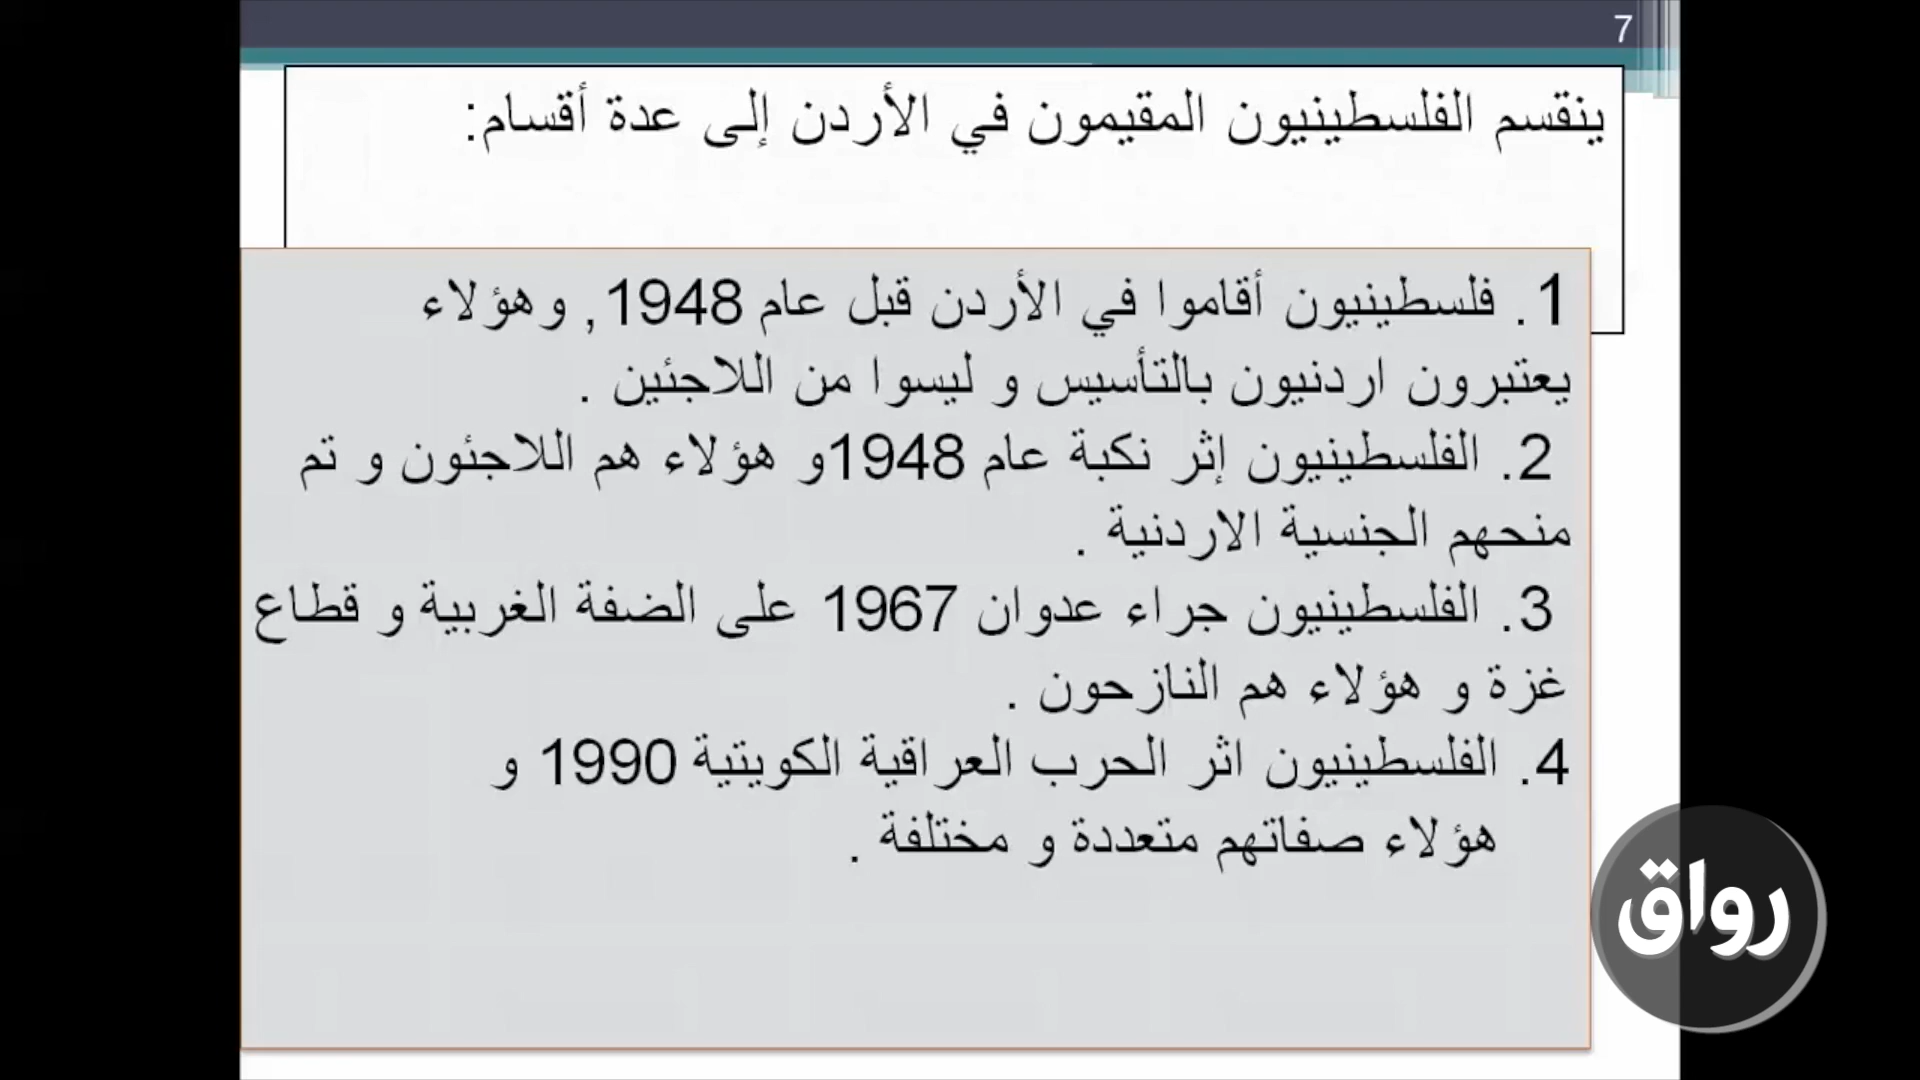 7
ينقسم الفلسطينيون المقيمون في الأردن إلى عدة أقسام:
1. فلسطينيون أقاموا في الأردن قبل عام 1948, وهؤلاء
يعتبرون اردنيون بالتأسيس و ليسوا من اللاجئين .
2. الفلسطينيون إثر نكبة عام 1948و هؤلاء هم اللاجئون و تم
منحهم الجنسية الاردنية .
3. الفلسطينيون جراء عدوان 1967 على الضفة الغربية و قطاع
غزة و هؤلاء هم النازحون .
4. الفلسطينيون اثر الحرب العراقية الكويتية 1990 و
هؤلاء صفاتهم متعددة و مختلفة .
رواق